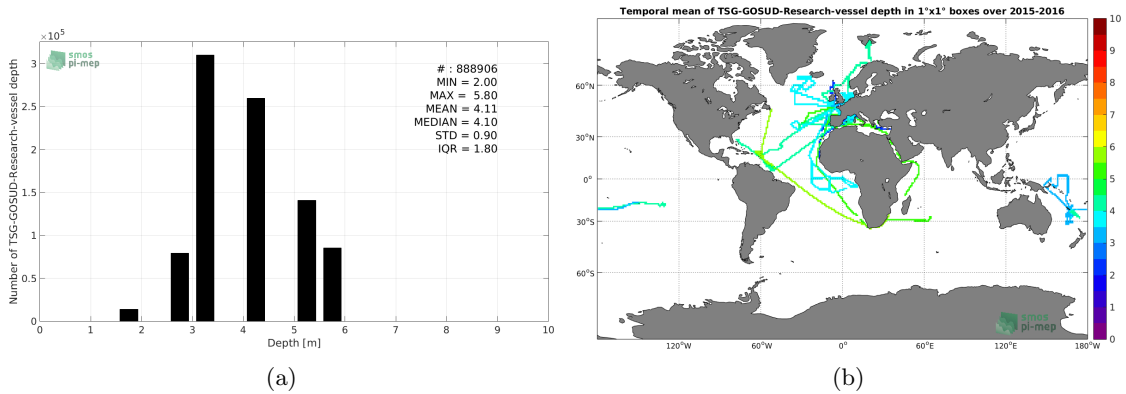 ×10⁵
smos
pi-mep
# : 888906
MIN = 2.00
MAX = 5.80
MEAN = 4.11
MEDIAN = 4.10
STD = 0.90
IQR = 1.80
Number of TSG-GOSUD-Research-vessel depth
3
2.5
2
1.5
1
0.5
0
0 1 2 3 4 5 6 7 8 9 10
Depth [m]
(a)
Temporal mean of TSG-GOSUD-Research-vessel depth in 1°x1° boxes over 2015-2016
60°N
30°N
0°
30°S
60°S
120°W 60°W 0° 60°E 120°E 180°W
smos
pi-mep
10
9
8
7
6
5
4
3
2
1
0
(b)